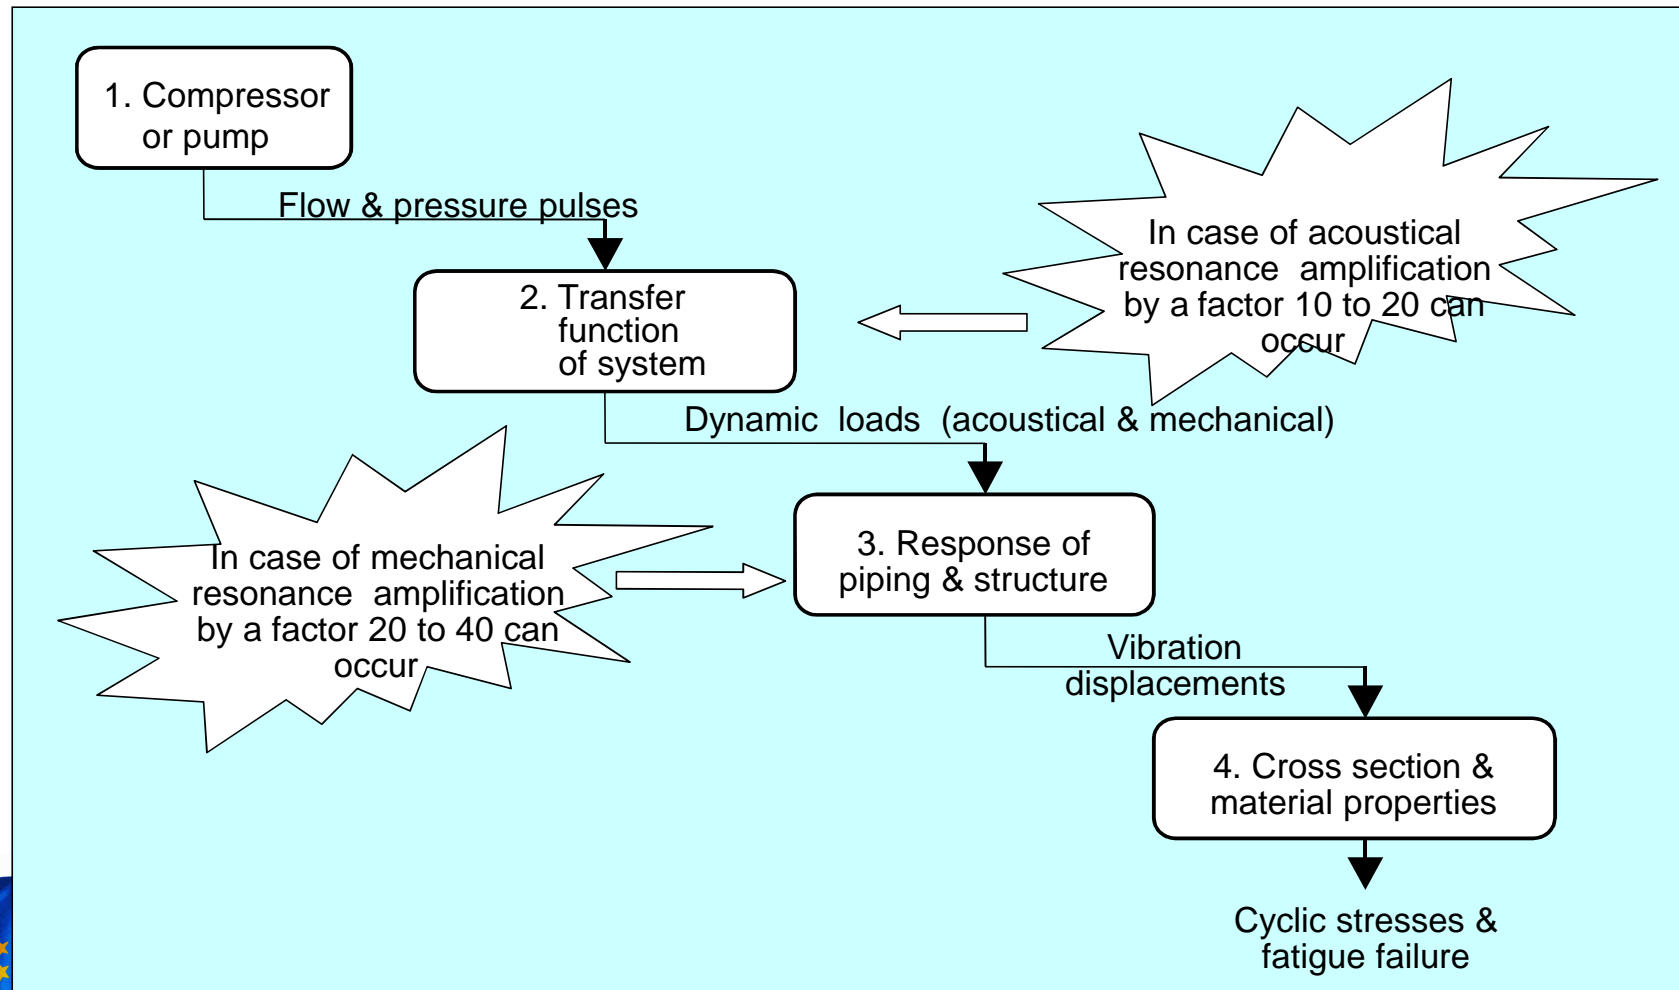 1. Compressor
or pump
Flow & pressure pulses
In case of acoustical
resonance amplification
by a factor 10 to 20 can
occur
2. Transfer
function
of system
Dynamic loads (acoustical & mechanical)
In case of mechanical
resonance amplification
by a factor 20 to 40 can
occur
3. Response of
piping & structure
Vibration
displacements
4. Cross section &
material properties
Cyclic stresses &
fatigue failure